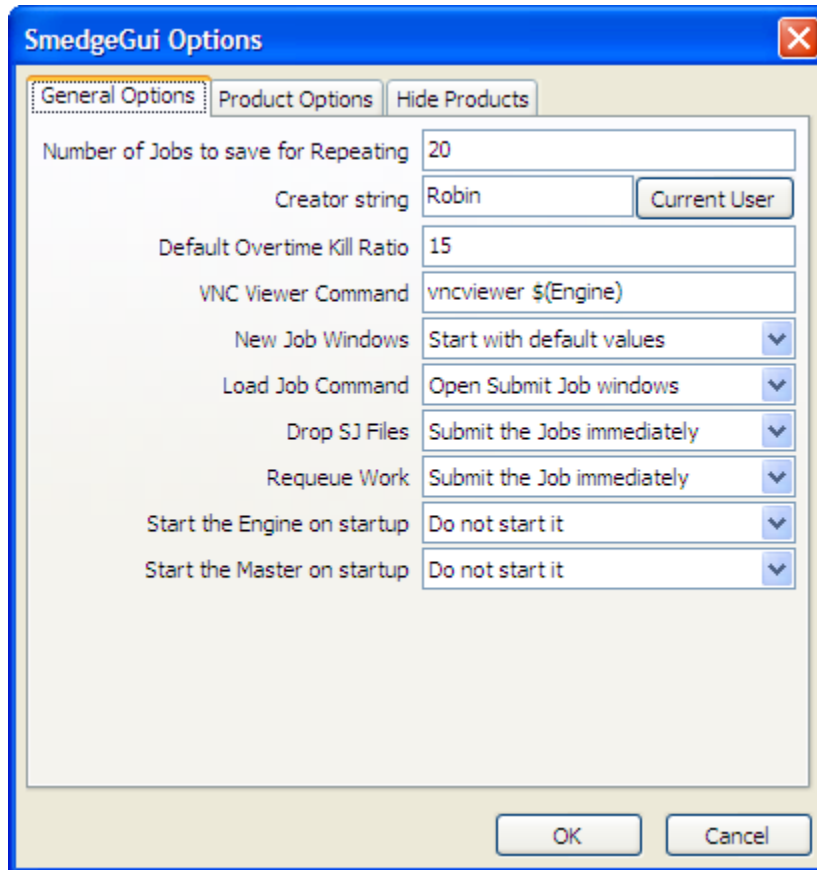 SmedgeGui Options
General Options Product Options Hide Products
Number of Jobs to save for Repeating 20
Creator string Robin Current User
Default Overtime Kill Ratio 15
VNC Viewer Command vncviewer $(Engine)
New Job Windows Start with default values
Load Job Command Open Submit Job windows
Drop SJ Files Submit the Jobs immediately
Requeue Work Submit the Job immediately
Start the Engine on startup Do not start it
Start the Master on startup Do not start it
OK Cancel